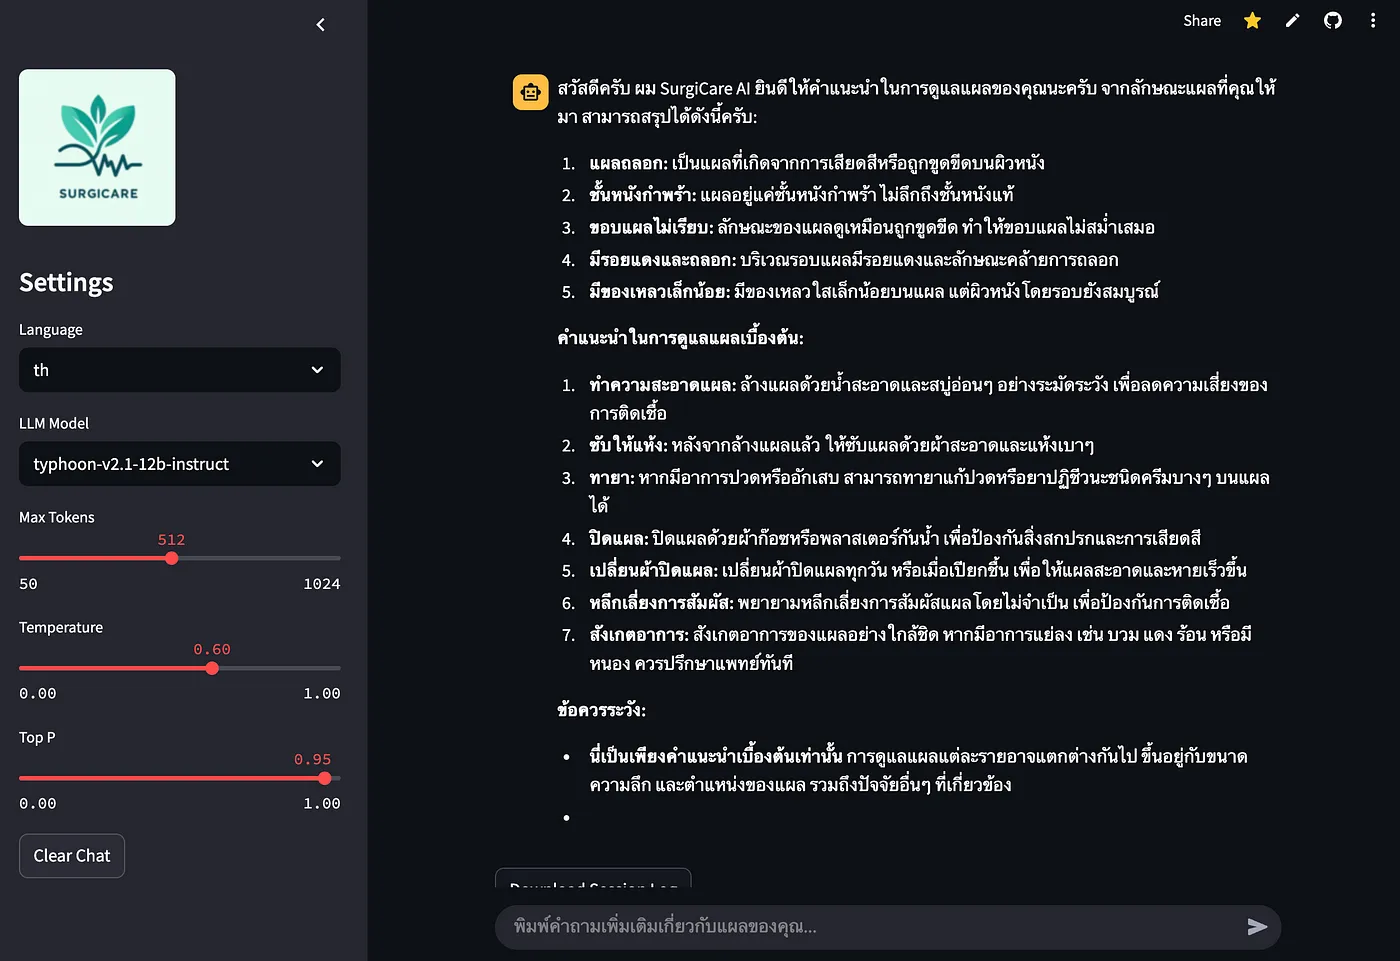 Share
SURGICARE
Settings
Language
th
LLM Model
typhoon-v2.1-12b-instruct
Max Tokens
512
50
1024
Temperature
0.60
0.00
1.00
Top P
0.95
0.00
1.00
Clear Chat
สวัสดีครับ ผม SurgiCare AI ยินดีให้คำแนะนำในการดูแลแผลของคุณนะครับ จากลักษณะแผลที่คุณให้
มา สามารถสรุปได้ดังนี้ครับ:
1. แผลถลอก: เป็นแผลที่เกิดจากการเสียดสีหรือถูกขูดขีดบนผิวหนัง
2. ชั้นหนังกำพร้า: แผลอยู่แค่ชั้นหนังกำพร้า ไม่ลึกถึงชั้นหนังแท้
3. ขอบแผลไม่เรียบ: ลักษณะของแผลดูเหมือนถูกขูดขีด ทำให้ขอบแผลไม่สม่ำเสมอ
4. มีรอยแดงและถลอก: บริเวณรอบแผลมีรอยแดงและลักษณะคล้ายการถลอก
5. มีของเหลวเล็กน้อย: มีของเหลวใสเล็กน้อยบนแผล แต่ผิวหนังโดยรอบยังสมบูรณ์
คำแนะนำในการดูแลแผลเบื้องต้น:
1. ทำความสะอาดแผล: ล้างแผลด้วยน้ำสะอาดและสบู่อ่อนๆ อย่างระมัดระวัง เพื่อลดความเสี่ยงของ
การติดเชื้อ
2. ซับให้แห้ง: หลังจากล้างแผลแล้ว ให้ซับแผลด้วยผ้าสะอาดและแห้งเบาๆ
3. ทายา: หากมีอาการปวดหรืออักเสบ สามารถทายาแก้ปวดหรือยาปฏิชีวนะชนิดครีมบางๆ บนแผล
ได้
4. ปิดแผล: ปิดแผลด้วยผ้าก๊อซหรือพลาสเตอร์กันน้ำ เพื่อป้องกันสิ่งสกปรกและการเสียดสี
5. เปลี่ยนผ้าปิดแผล: เปลี่ยนผ้าปิดแผลทุกวัน หรือเมื่อเปียกชื้น เพื่อให้แผลสะอาดและหายเร็วขึ้น
6. หลีกเลี่ยงการสัมผัส: พยายามหลีกเลี่ยงการสัมผัสแผลโดยไม่จำเป็น เพื่อป้องกันการติดเชื้อ
7. สังเกตอาการ: สังเกตอาการของแผลอย่างใกล้ชิด หากมีอาการแย่ลง เช่น บวม แดง ร้อน หรือมี
หนอง ควรปรึกษาแพทย์ทันที
ข้อควรระวัง:
• นี่เป็นเพียงคำแนะนำเบื้องต้นเท่านั้น การดูแลแผลแต่ละรายอาจแตกต่างกันไป ขึ้นอยู่กับขนาด
ความลึก และตำแหน่งของแผล รวมถึงปัจจัยอื่นๆ ที่เกี่ยวข้อง
•
Download Session Log
พิมพ์คำถามเพิ่มเติมเกี่ยวกับแผลของคุณ...